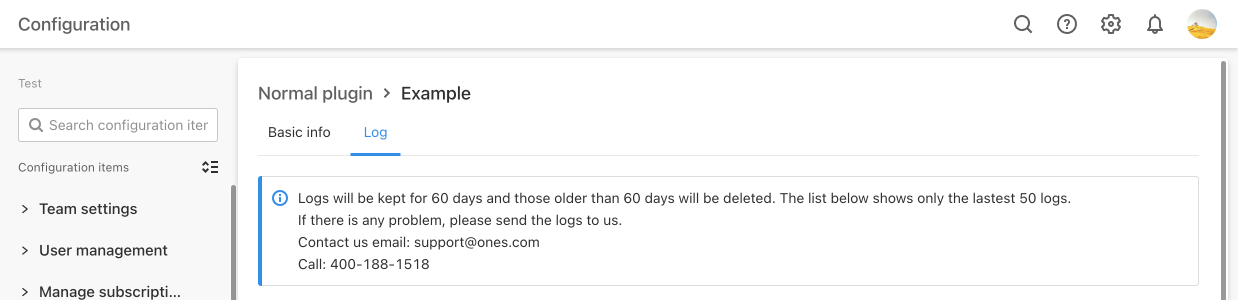 Configuration
Test
Search configuration iter
Configuration items
Team settings
User management
Manage subscripti...
Normal plugin > Example
Basic info
Log
Logs will be kept for 60 days and those older than 60 days will be deleted. The list below shows only the lastest 50 logs.
If there is any problem, please send the logs to us.
Contact us email: support@ones.com
Call: 400-188-1518